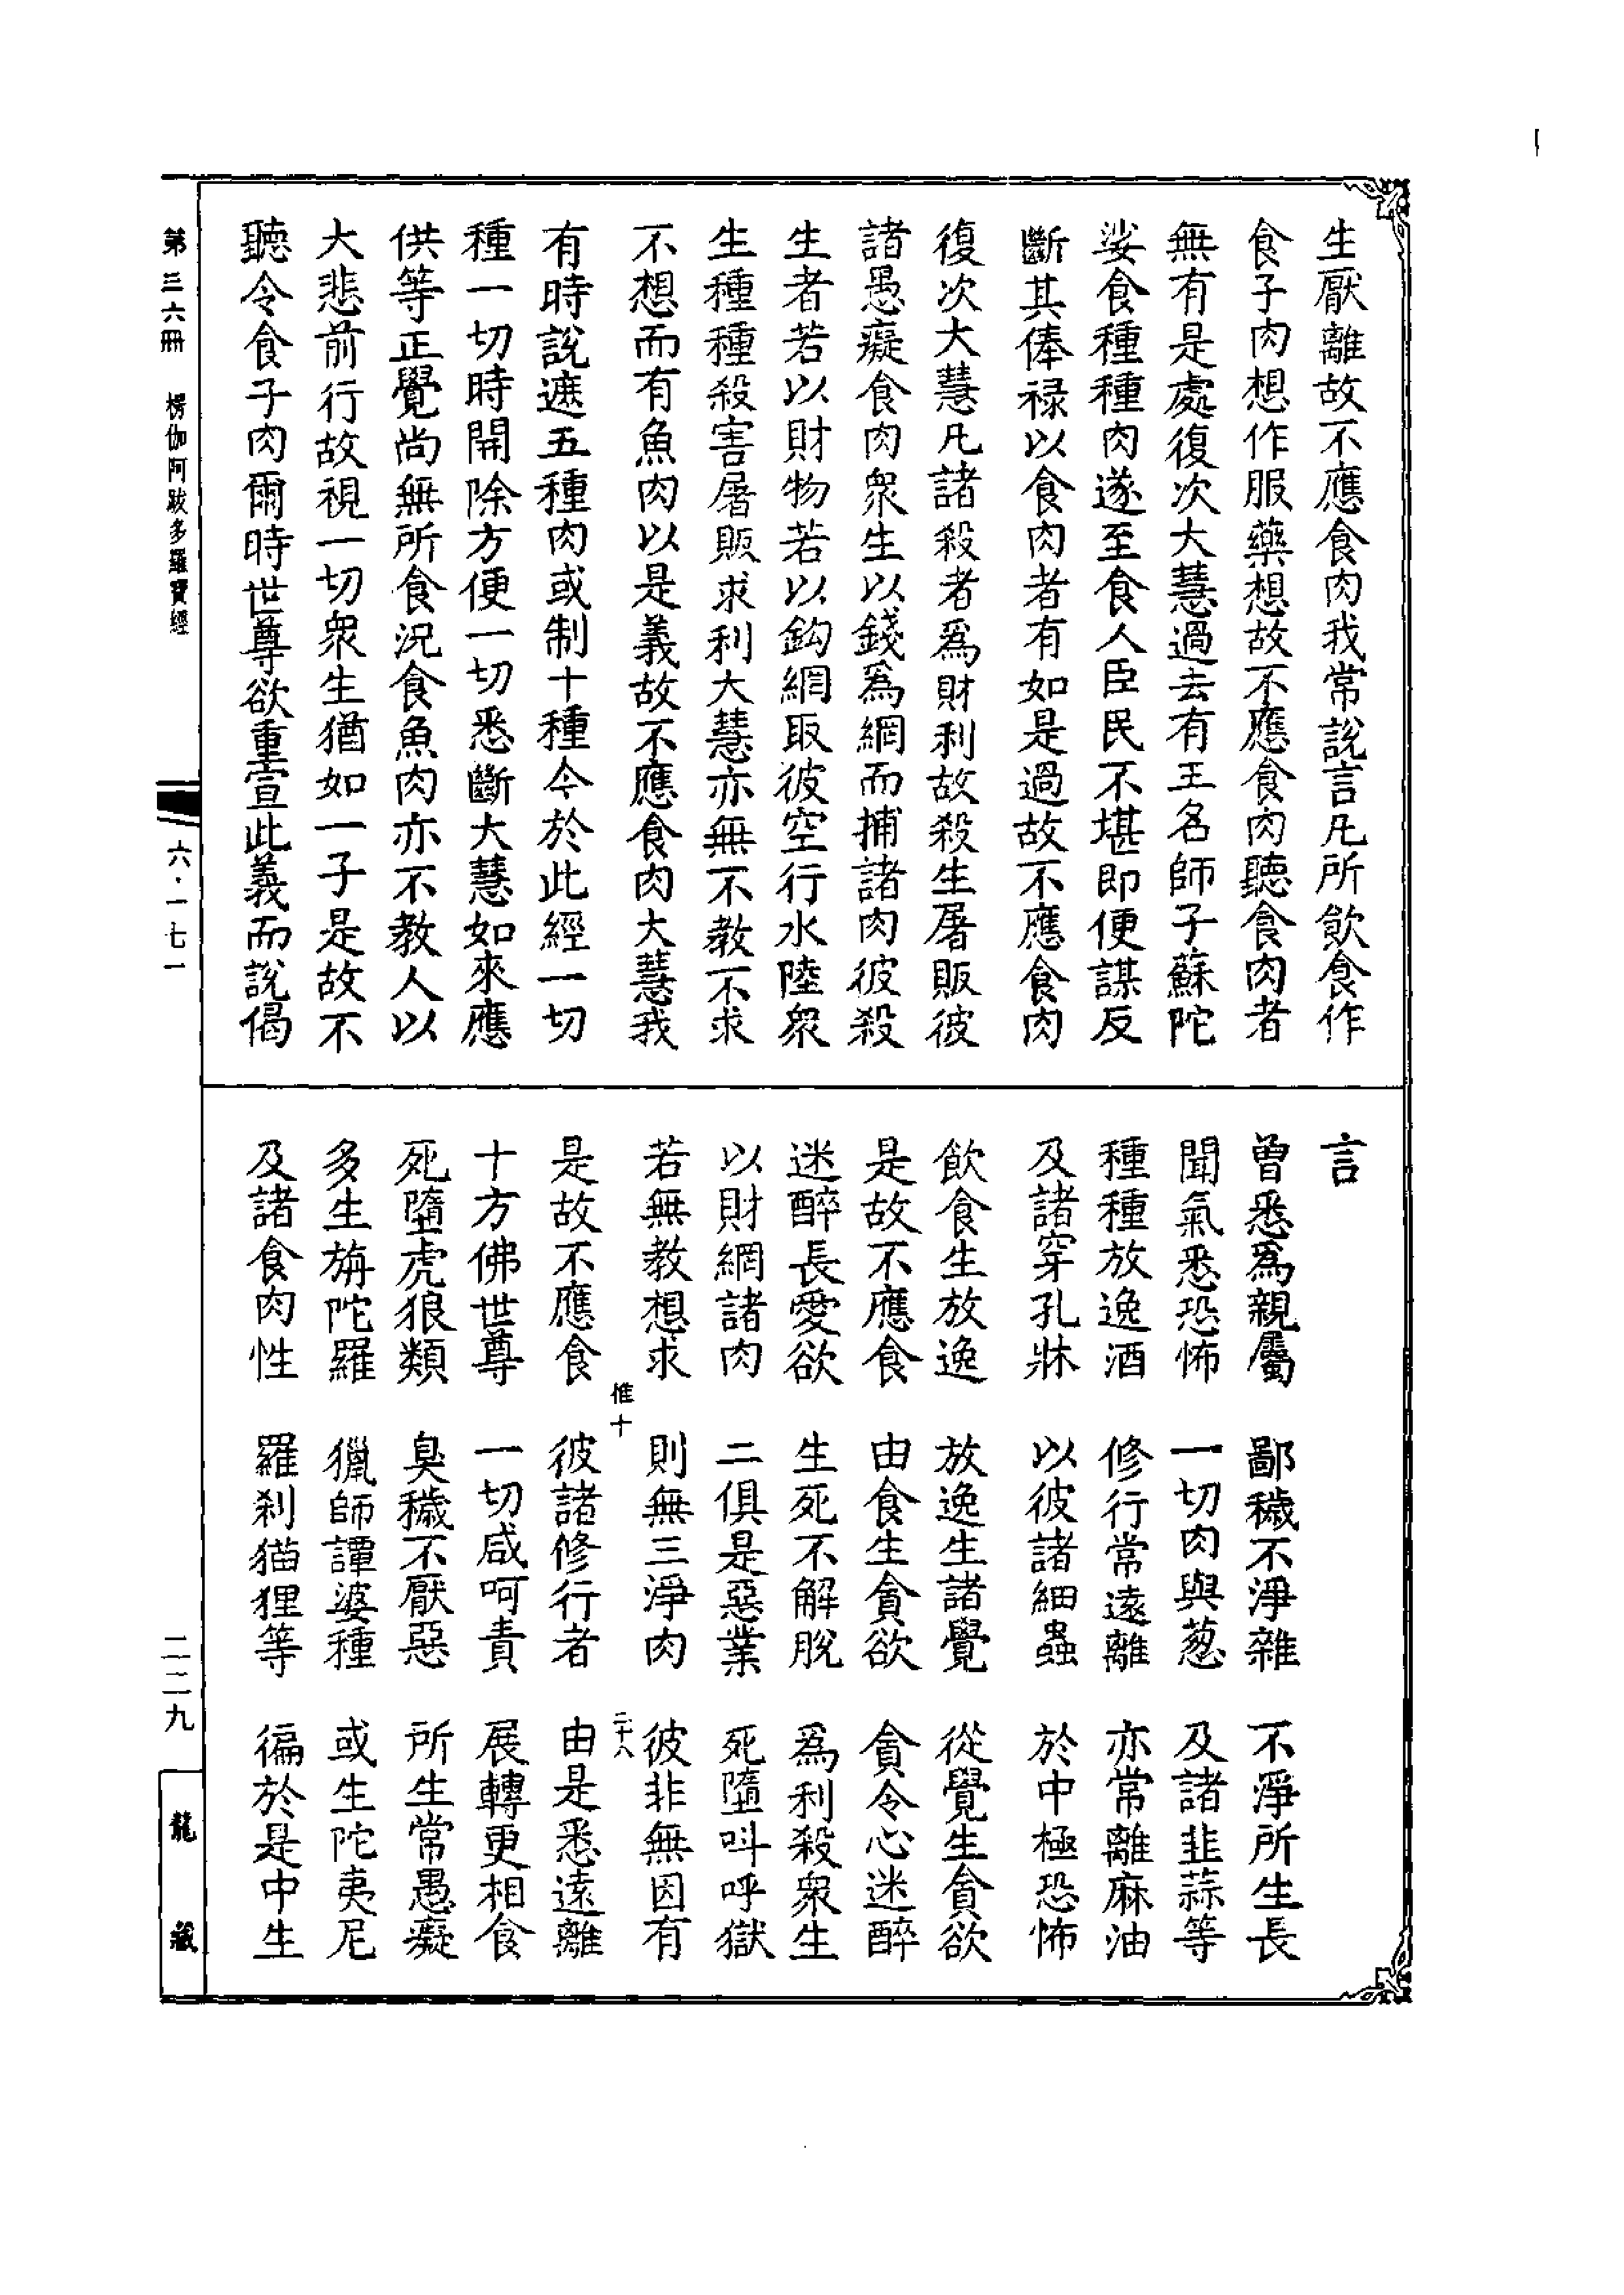 生厭離故不應食肉我常說言凡所飲食作
食子肉想作服藥想故不應食肉聽食肉者
無有是處復次大慧過去有王名師子蘇陀
娑食種種肉遂至食人臣民不堪即便謀反
斷其俸祿以食肉者有如是過故不應食肉
復次大慧凡諸殺者爲財利故殺生屠販彼
諸愚癡食肉衆生以錢爲網而捕諸肉彼殺
生者若以財物若以鈎網取彼空行水陸衆
生種種殺害屠販求利大慧亦無不教不求
不想而有魚肉以是義故不應食肉大慧我
有時說遮五種肉或制十種今於此經一切
種一切時開除方便一切悉斷大慧如來應
供等正覺尚無所食況食魚肉亦不教人以
大悲前行故視一切衆生猶如一子是故不
聽令食子肉爾時世尊欲重宣此義而說偈
言
曾悉爲親屬　鄙穢不淨雜　不淨所生長
聞氣悉恐怖　一切肉與葱　及諸韭蒜等
種種放逸酒　修行常遠離　亦常離麻油
及諸穿孔牀　以彼諸細蟲　於中極恐怖
飲食生放逸　放逸生諸覺　從覺生貪欲
是故不應食　由食生貪欲　貪令心迷醉
迷醉長愛欲　生死不解脫　爲利殺衆生
以財網諸肉　二俱是惡業　死墮呌呼獄
若無教想求　則無三淨肉　彼非無因有
惟十　二十八
是故不應食　彼諸修行者　由是悉遠離
十方佛世尊　一切咸呵責　展轉更相食
死墮虎狼類　臭穢不厭惡　所生常愚癡
多生旃陀羅　獵師譚婆種　或生陀夷尼
及諸食肉性　羅刹猫狸等　徧於是中生
第三六冊　楞伽阿跋多羅寶經
六・一七一
二二九
龍藏